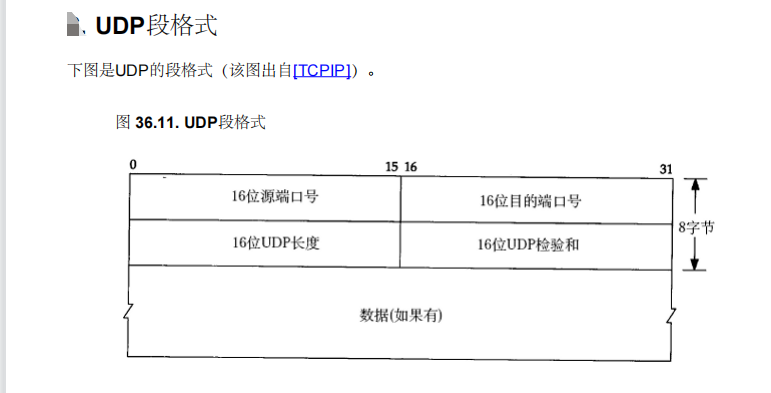 、UDP段格式
下图是UDP的段格式（该图出自[TCPIP]）。
图 36.11. UDP段格式
0 15 16 31
16位源端口号 16位目的端口号
8字节
16位UDP长度 16位UDP检验和
数据(如果有)